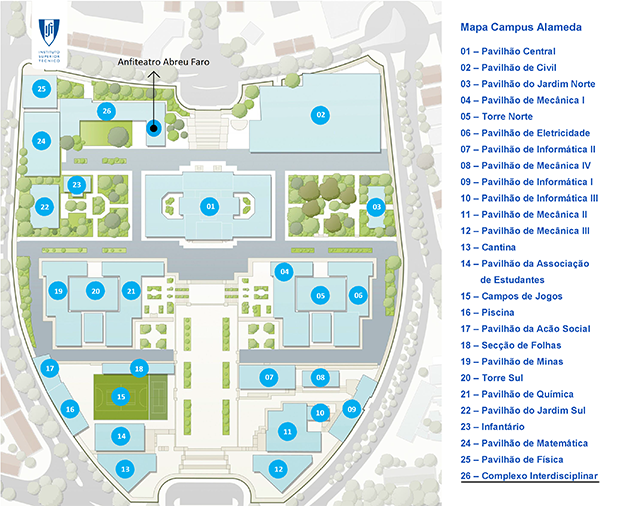 INSTITUTO
SUPERIOR
TÉCNICO
Anfiteatro Abreu Faro
25
26
02
24
23
22
01
03
19
20
21
04
05
06
17
18
07
08
15
16
10
09
14
11
13
12
Mapa Campus Alameda
01 – Pavilhão Central
02 – Pavilhão de Civil
03 – Pavilhão do Jardim Norte
04 – Pavilhão de Mecânica I
05 – Torre Norte
06 – Pavilhão de Eletricidade
07 – Pavilhão de Informática II
08 – Pavilhão de Mecânica IV
09 – Pavilhão de Informática I
10 – Pavilhão de Informática III
11 – Pavilhão de Mecânica II
12 – Pavilhão de Mecânica III
13 – Cantina
14 – Pavilhão da Associação
de Estudantes
15 – Campos de Jogos
16 – Piscina
17 – Pavilhão da Acão Social
18 – Secção de Folhas
19 – Pavilhão de Minas
20 – Torre Sul
21 – Pavilhão de Química
22 – Pavilhão do Jardim Sul
23 – Infantário
24 – Pavilhão de Matemática
25 – Pavilhão de Física
26 – Complexo Interdisciplinar